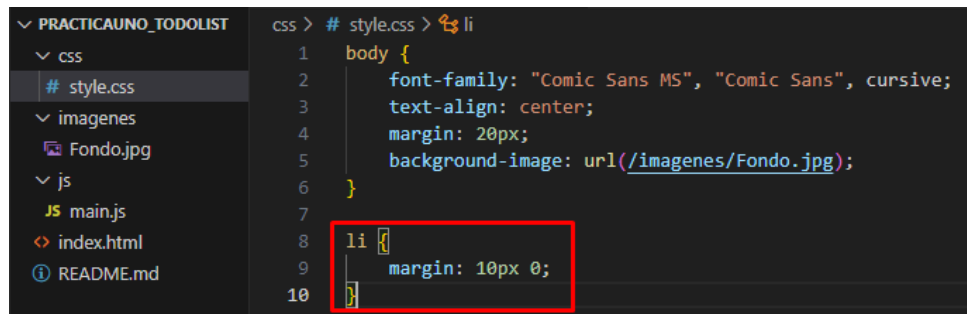 PRACTICAUNO_TODOLIST
css
# style.css
imagenes
Fondo.jpg
js
JS main.js
<> index.html
README.md
css > # style.css > li
1 body {
2 font-family: "Comic Sans MS", "Comic Sans", cursive;
3 text-align: center;
4 margin: 20px;
5 background-image: url(/imagenes/Fondo.jpg);
6 }
7
8 li {
9 margin: 10px 0;
10 }